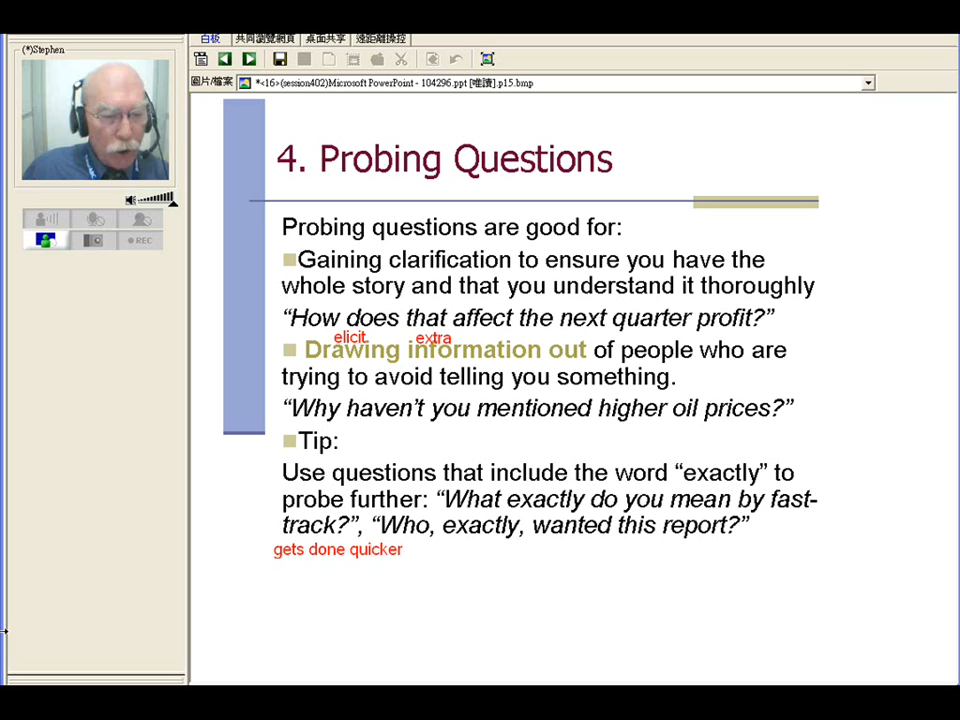 (*)Stephen
白板 共同瀏覽網頁 桌面共享 遠距離操控
圖片/檔案 *<16>(session402)Microsoft PowerPoint - 104296.ppt [唯讀].p15.bmp
REC
4. Probing Questions
Probing questions are good for:
Gaining clarification to ensure you have the
whole story and that you understand it thoroughly
“How does that affect the next quarter profit?”
elicit extra
Drawing information out of people who are
trying to avoid telling you something.
“Why haven’t you mentioned higher oil prices?”
Tip:
Use questions that include the word “exactly” to
probe further: “What exactly do you mean by fast-
track?”, “Who, exactly, wanted this report?”
gets done quicker